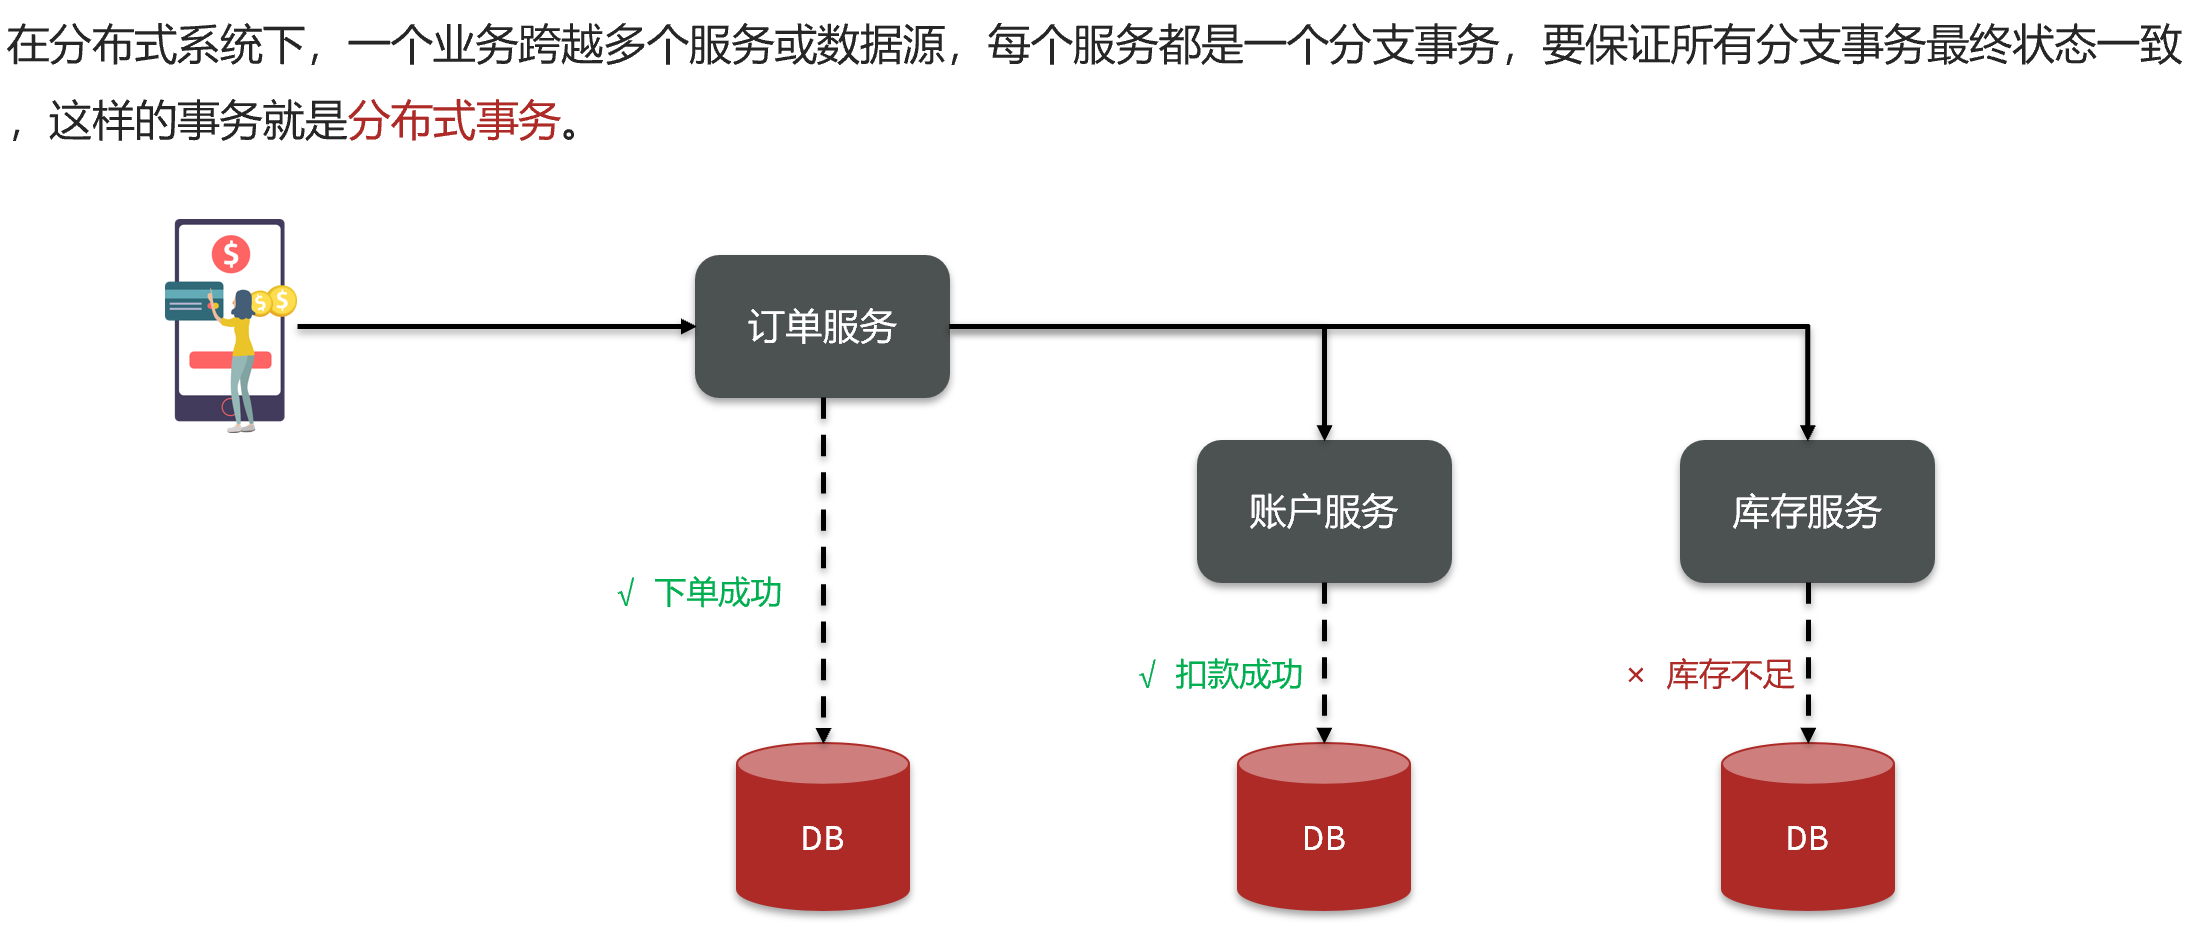 在分布式系统下，一个业务跨越多个服务或数据源，每个服务都是一个分支事务，要保证所有分支事务最终状态一致
，这样的事务就是分布式事务。
$
$ $
订单服务
账户服务
库存服务
√ 下单成功
√ 扣款成功
× 库存不足
DB
DB
DB